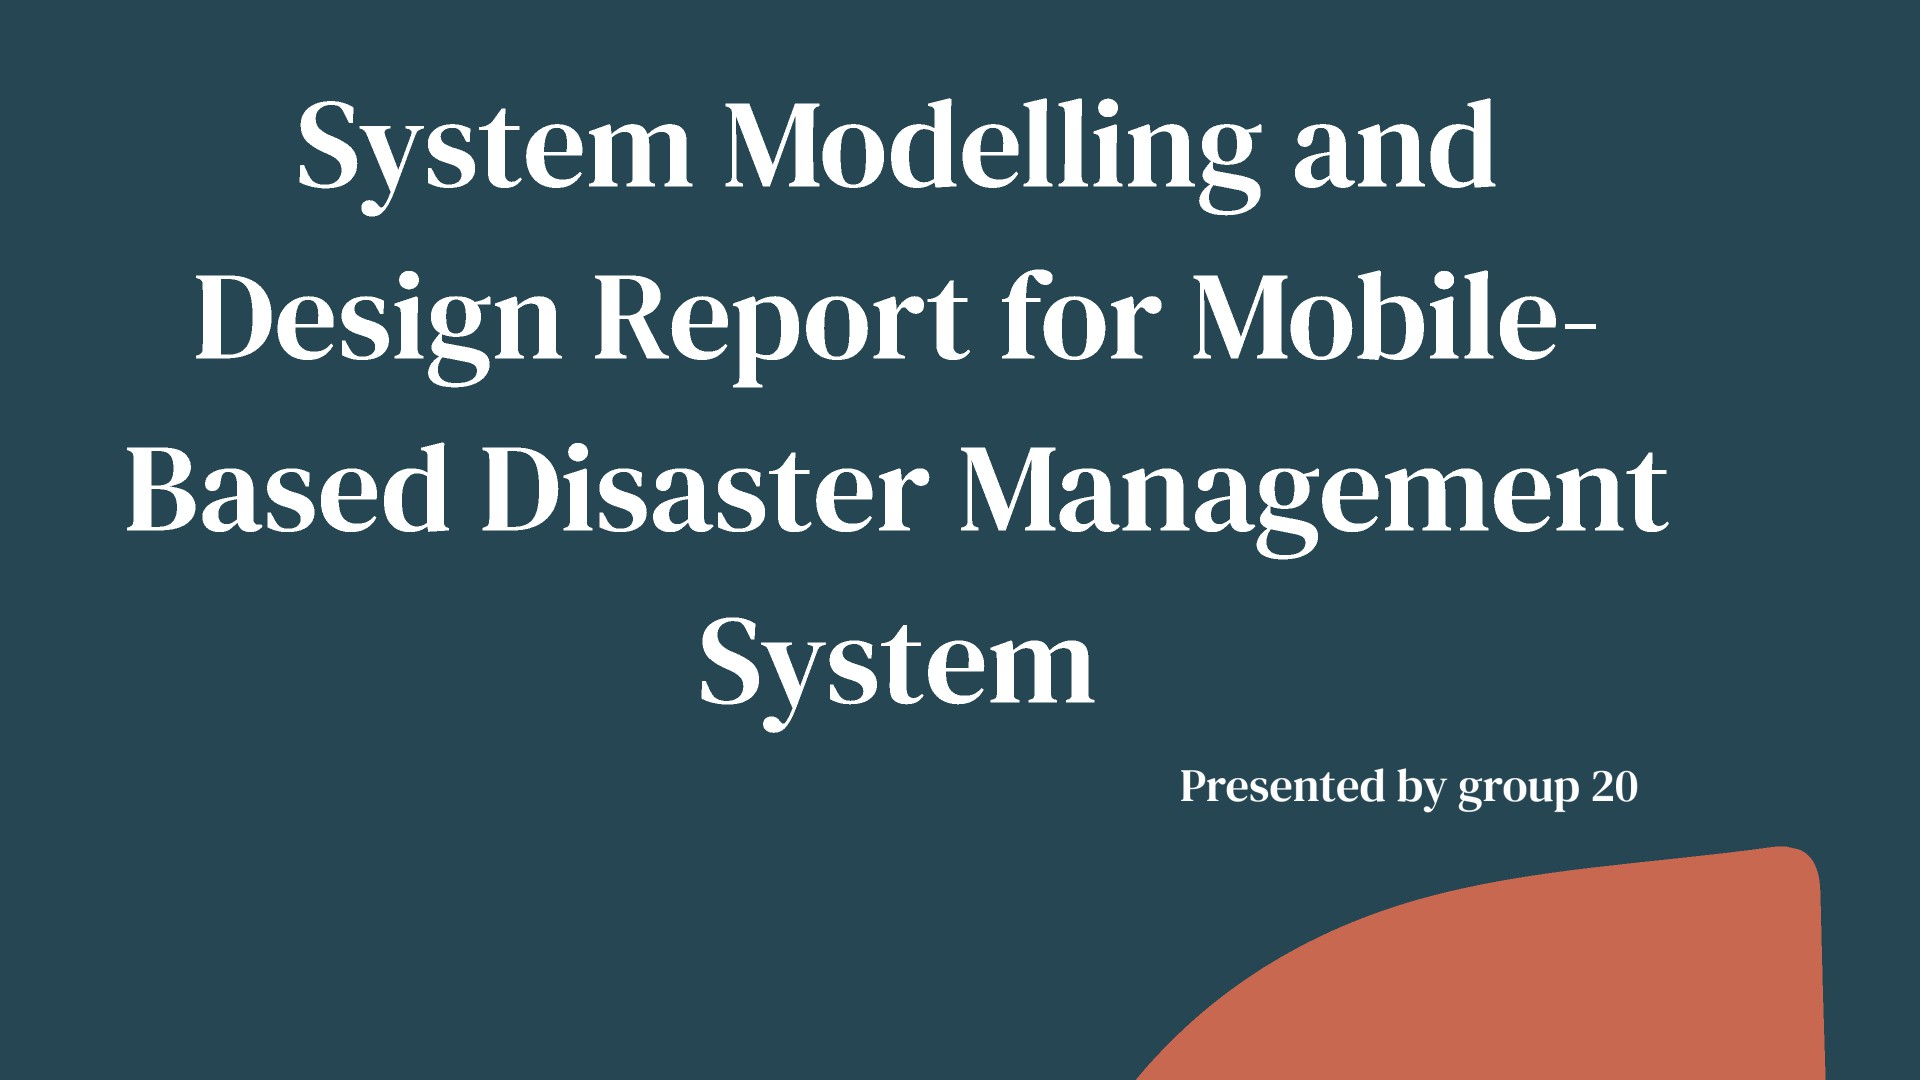 System Modelling and
Design Report for Mobile-
Based Disaster Management
System
Presented by group 20